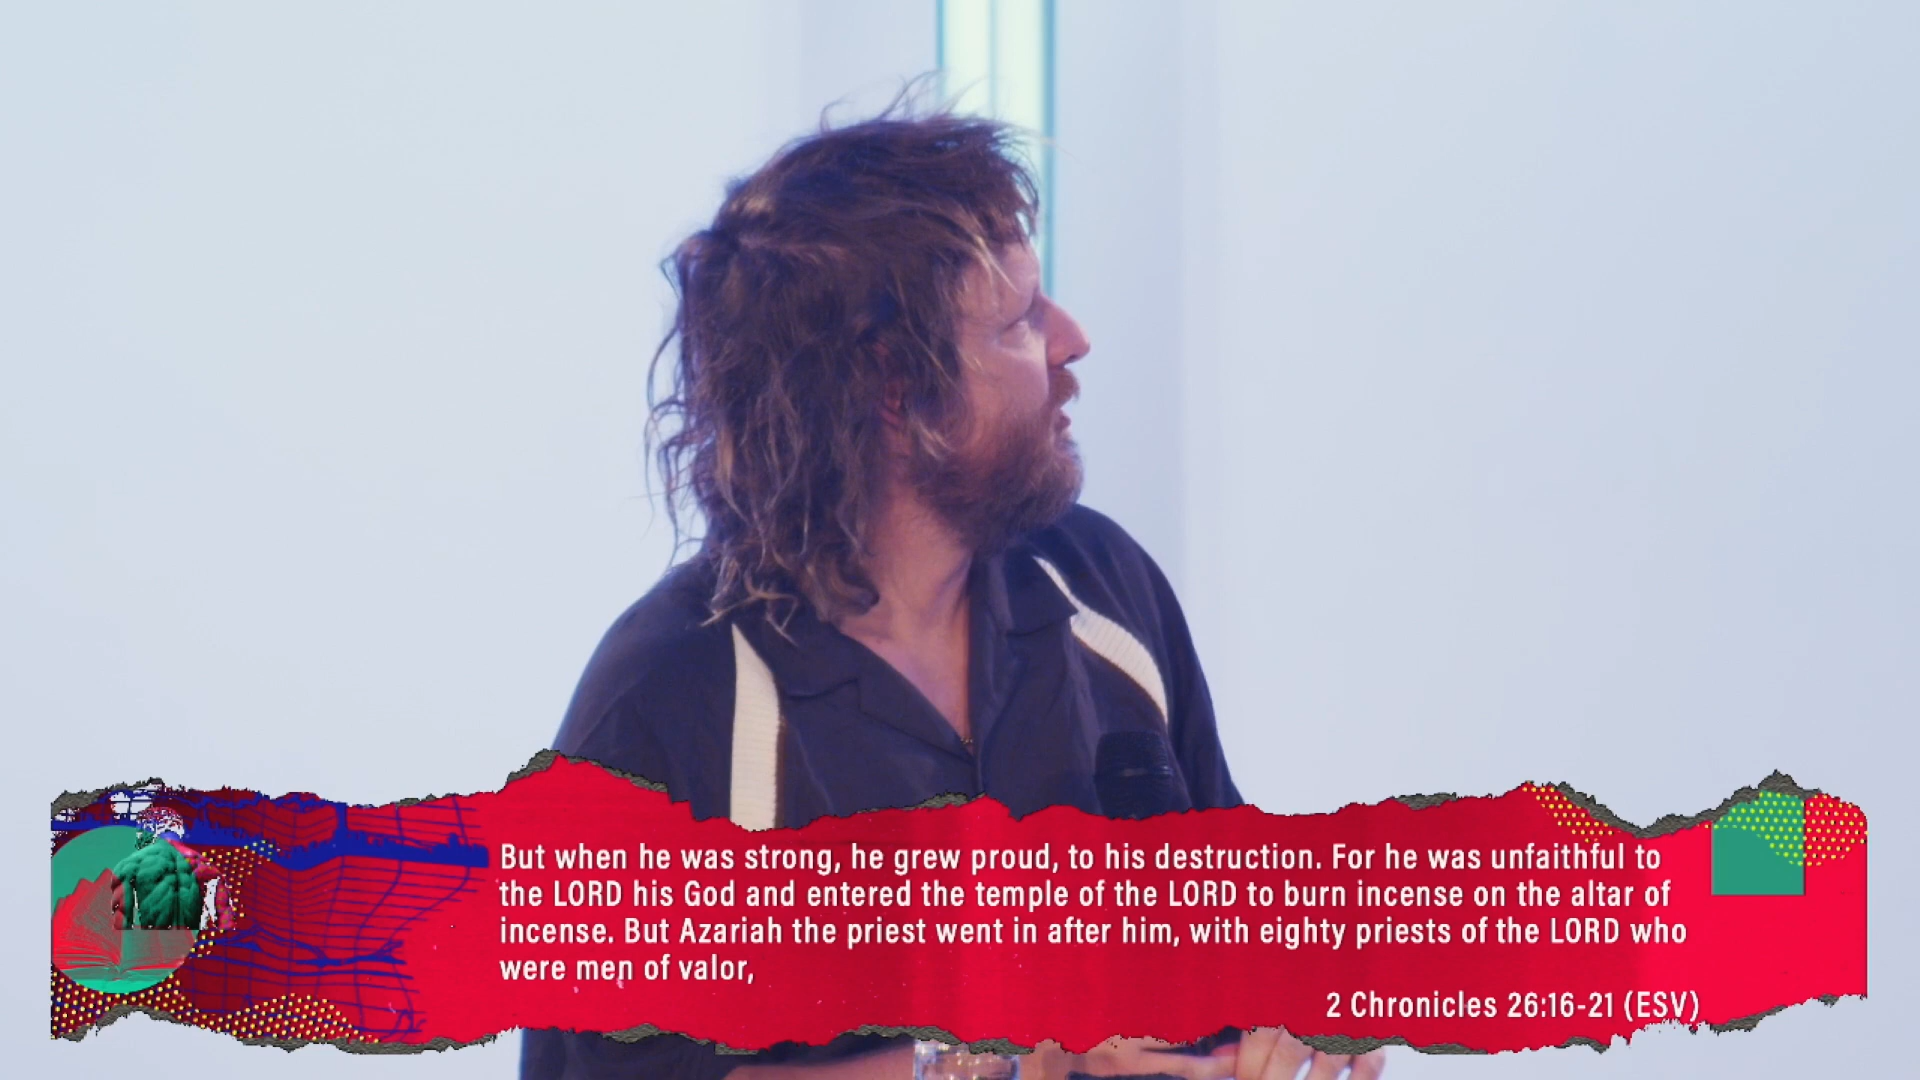 But when he was strong, he grew proud, to his destruction. For he was unfaithful to
the LORD his God and entered the temple of the LORD to burn incense on the altar of
incense. But Azariah the priest went in after him, with eighty priests of the LORD who
were men of valor,
2 Chronicles 26:16-21 (ESV)